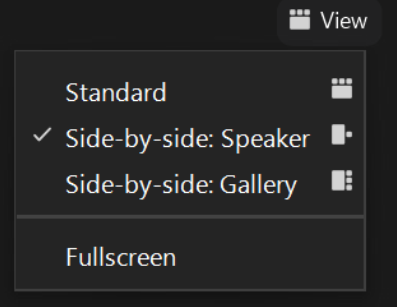 View
Standard
Side-by-side: Speaker
Side-by-side: Gallery
Fullscreen